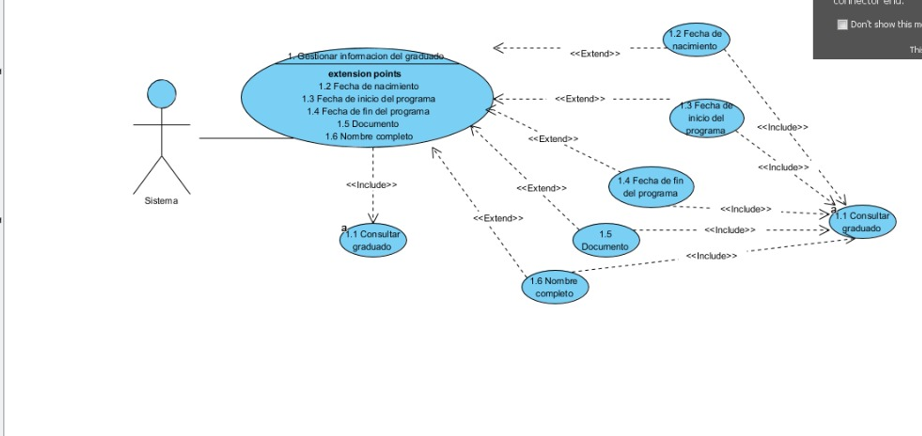 connector end.
Don't show this m
Thi
1.2 Fecha de
nacimiento
<<Extend>>
1. Gestionar informacion del graduado
extension points
1.2 Fecha de nacimiento
1.3 Fecha de inicio del programa
1.4 Fecha de fin del programa
1.5 Documento
1.6 Nombre completo
<<Extend>>
1.3 Fecha de
inicio del
programa
<<Include>>
<<Extend>>
<<Include>>
Sistema
<<Include>>
<<Extend>>
1.4 Fecha de fin
del programa
<<Include>>
a
1.1 Consultar
graduado
<<Extend>>
1.5
Documento
<<Include>>
a
1.1 Consultar
graduado
<<Include>>
1.6 Nombre
completo